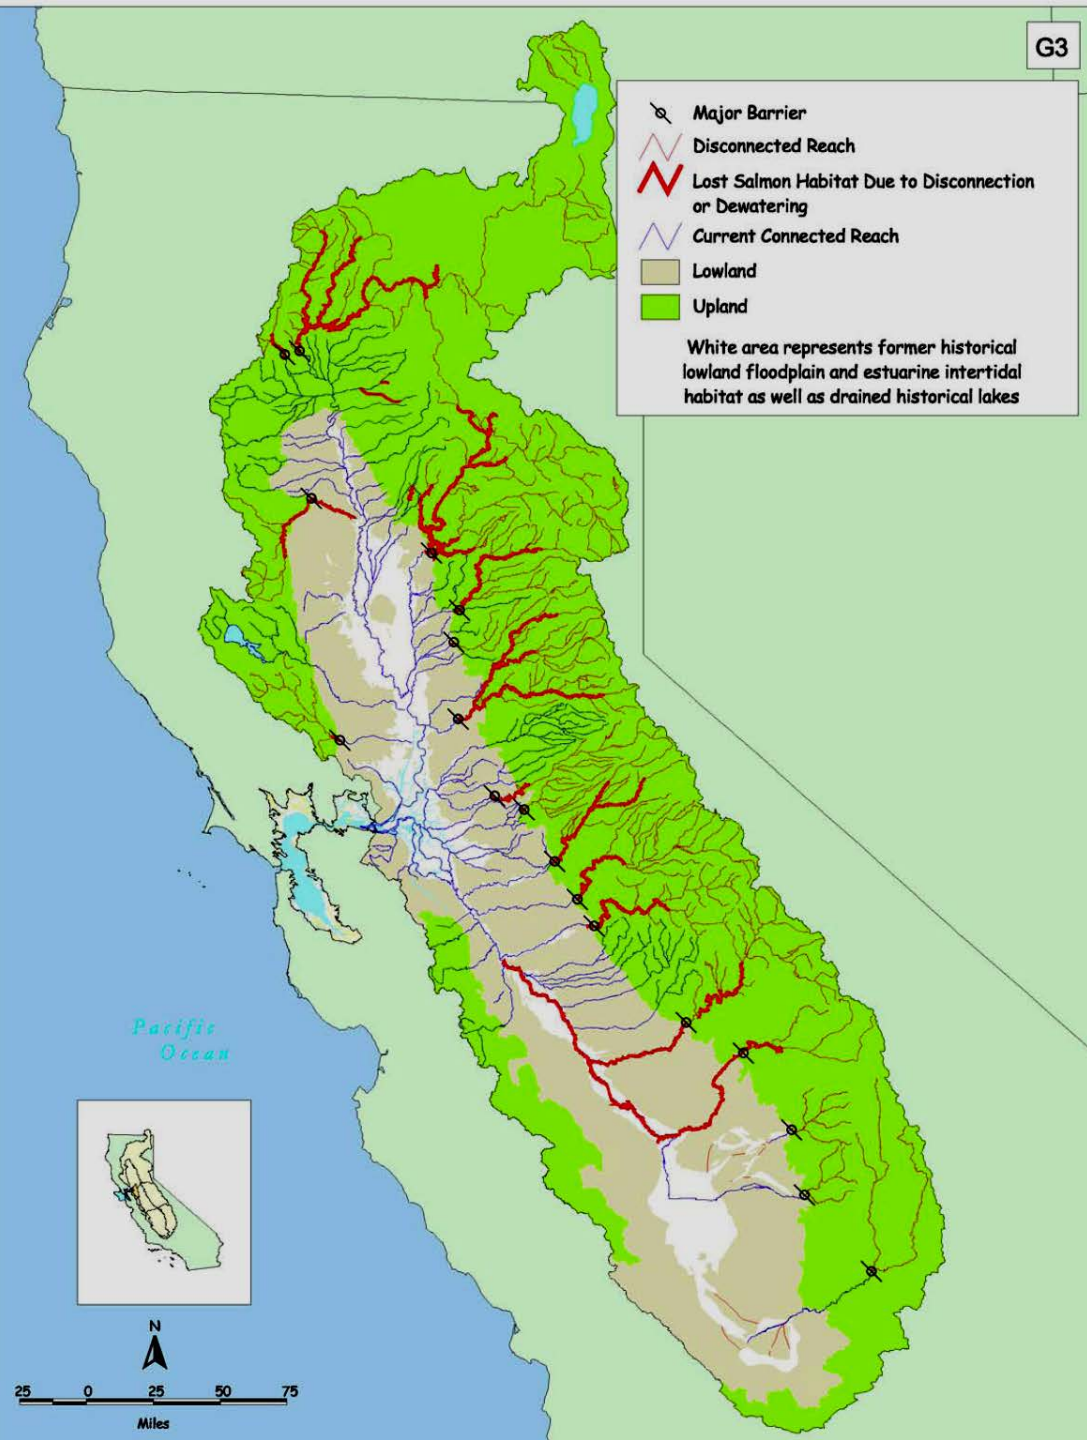 G3
Major Barrier
Disconnected Reach
Lost Salmon Habitat Due to Disconnection
or Dewatering
Current Connected Reach
Lowland
Upland
White area represents former historical
lowland floodplain and estuarine intertidal
habitat as well as drained historical lakes
Pacific
Ocean
N
25 0 25 50 75
Miles